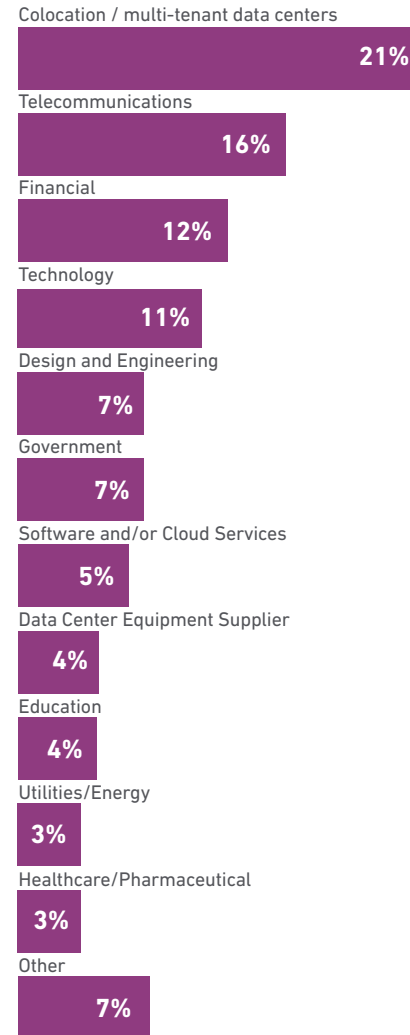 Colocation / multi-tenant data centers
21%
Telecommunications
16%
Financial
12%
Technology
11%
Design and Engineering
7%
Government
7%
Software and/or Cloud Services
5%
Data Center Equipment Supplier
4%
Education
4%
Utilities/Energy
3%
Healthcare/Pharmaceutical
3%
Other
7%